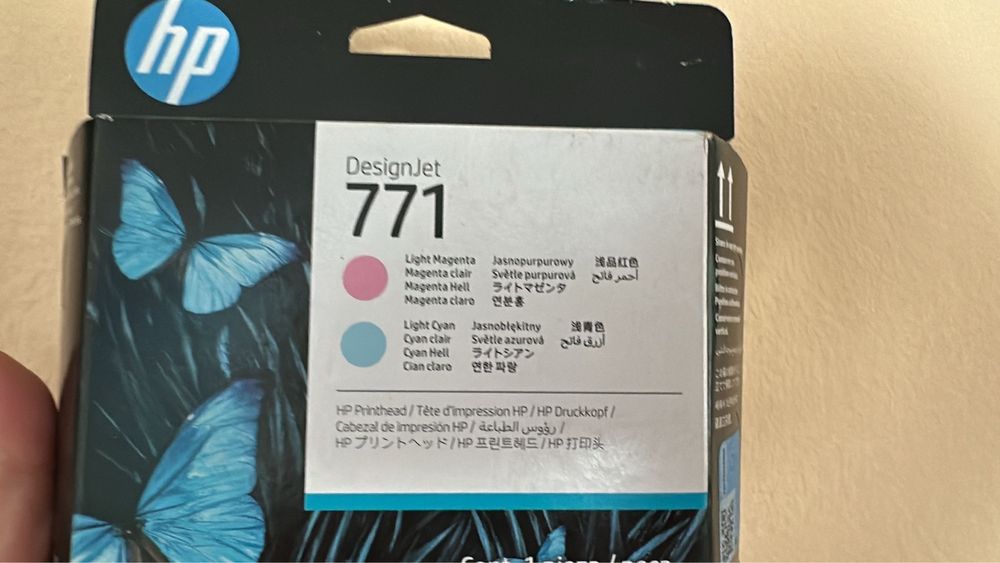 hp
DesignJet
771
Light Magenta Jasnopurpurowy 浅品红色
Magenta clair Světle purpurová أحمر فاتح
Magenta Hell ライトマゼンタ
Magenta claro 연분홍
Light Cyan Jasnobłękitny 浅青色
Cyan clair Světle azurová أزرق فاتح
Cyan Hell ライトシアン
Cian claro 연한 파랑
HP Printhead / Tête d'impression HP / HP Druckkopf /
Cabezal de impresión HP / رؤوس الطباعة /
HP プリントヘッド / HP 프린트헤드 / HP 打印头